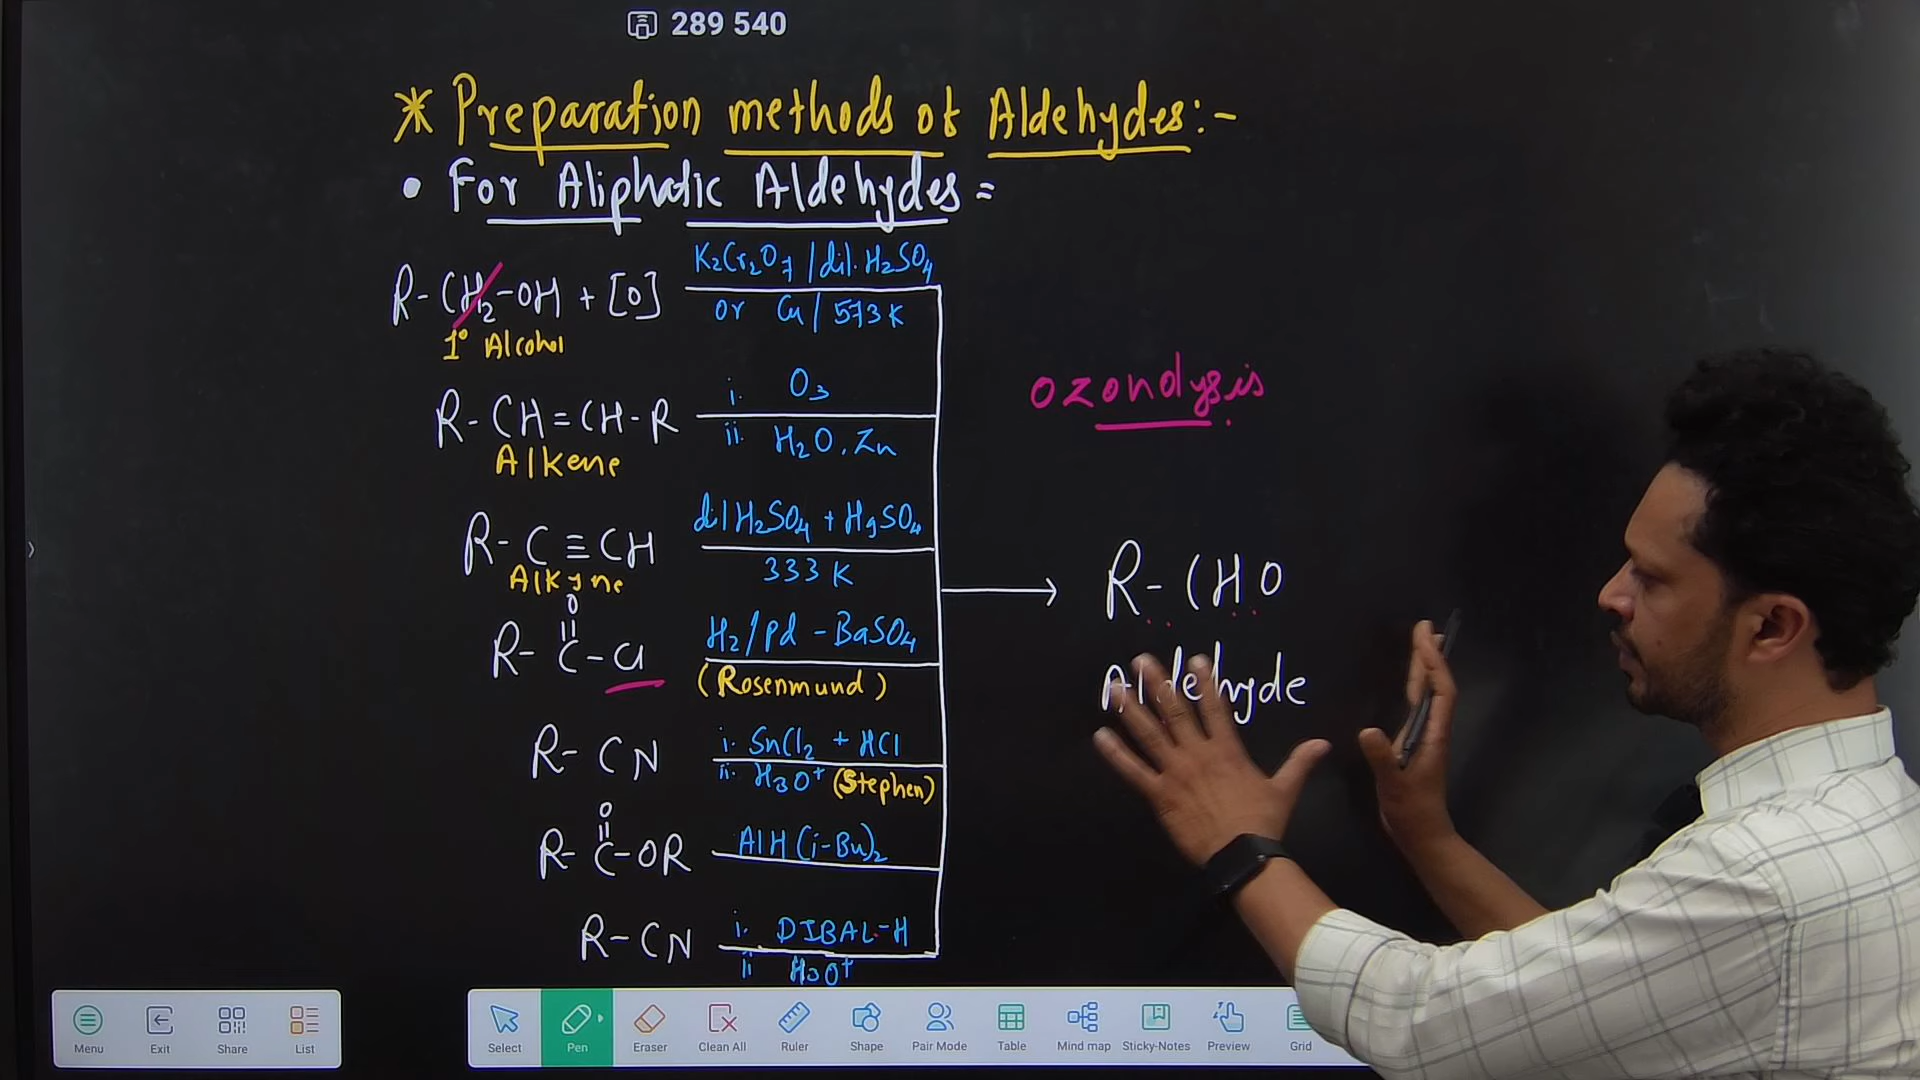 289 540
* Preparation methods of Aldehydes:-
• For Aliphatic Aldehydes =
R-CH2-OH + [O] K2Cr2O7/dil. H2SO4
or Cu/573K
1° Alcohol
R-CH=CH-R i. O3
ii. H2O, Zn
Alkene
ozonolysis
R-C≡CH dil H2SO4 + HgSO4
333 K
Alkyne
O
R-C-Cl H2/Pd - BaSO4
(Rosenmund)
R-CHO
Aldehyde
R-CN i. SnCl2 + HCl
ii. H3O+ (Stephen)
O
R-C-OR AlH(i-Bu)2
R-CN i. DIBAL-H
ii H3O+
Menu Exit Share List Select Pen Eraser Clean All Ruler Shape Pair Mode Table Mind map Sticky-Notes Preview Grid